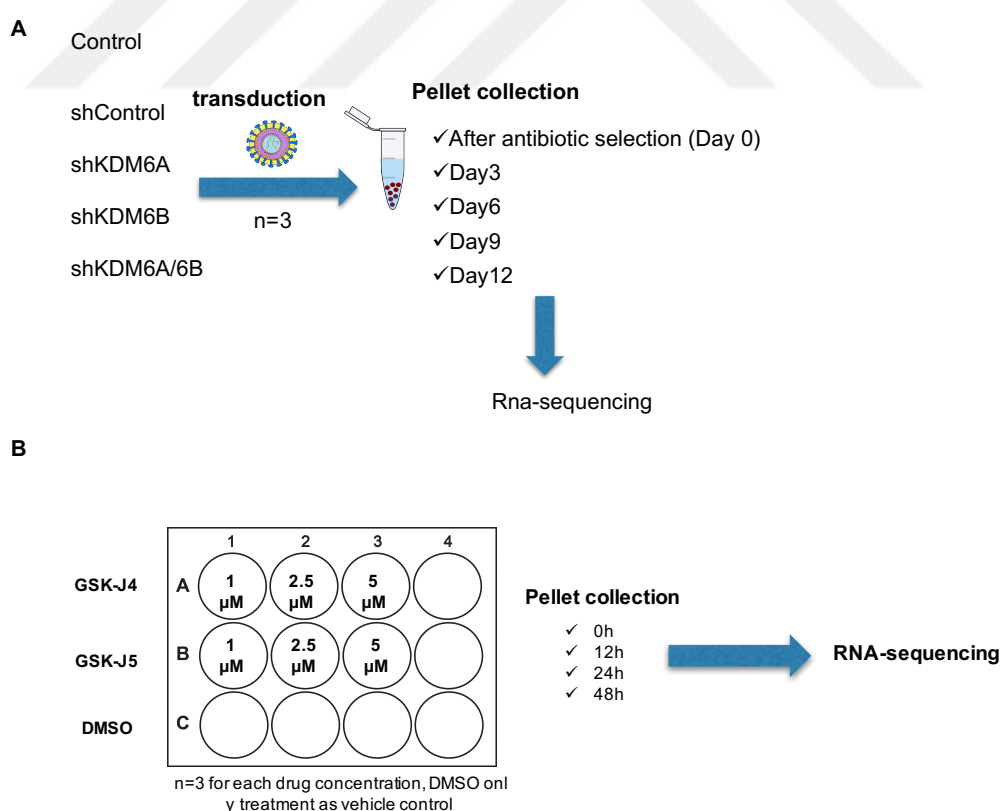 A
Control
shControl
shKDM6A
shKDM6B
shKDM6A/6B
transduction
n=3
Pellet collection
✓After antibiotic selection (Day 0)
✓Day3
✓Day6
✓Day9
✓Day12
Rna-sequencing
B
1 2 3 4
GSK-J4 A 1 µM 2.5 µM 5 µM
GSK-J5 B 1 µM 2.5 µM 5 µM
DMSO C
n=3 for each drug concentration, DMSO onl
y treatment as vehicle control
Pellet collection
✓ 0h
✓ 12h
✓ 24h
✓ 48h
RNA-sequencing